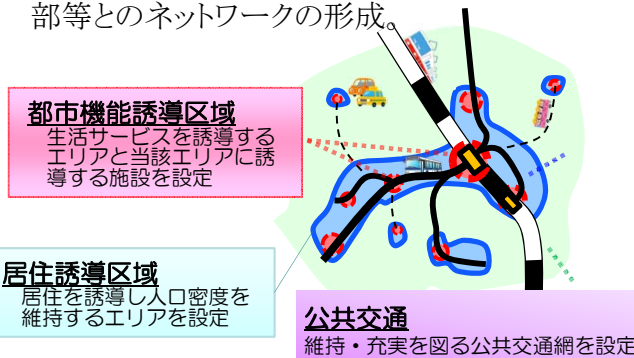 部等とのネットワークの形成。
都市機能誘導区域
生活サービスを誘導する
エリアと当該エリアに誘
導する施設を設定
居住誘導区域
居住を誘導し人口密度を
維持するエリアを設定
公共交通
維持・充実を図る公共交通網を設定